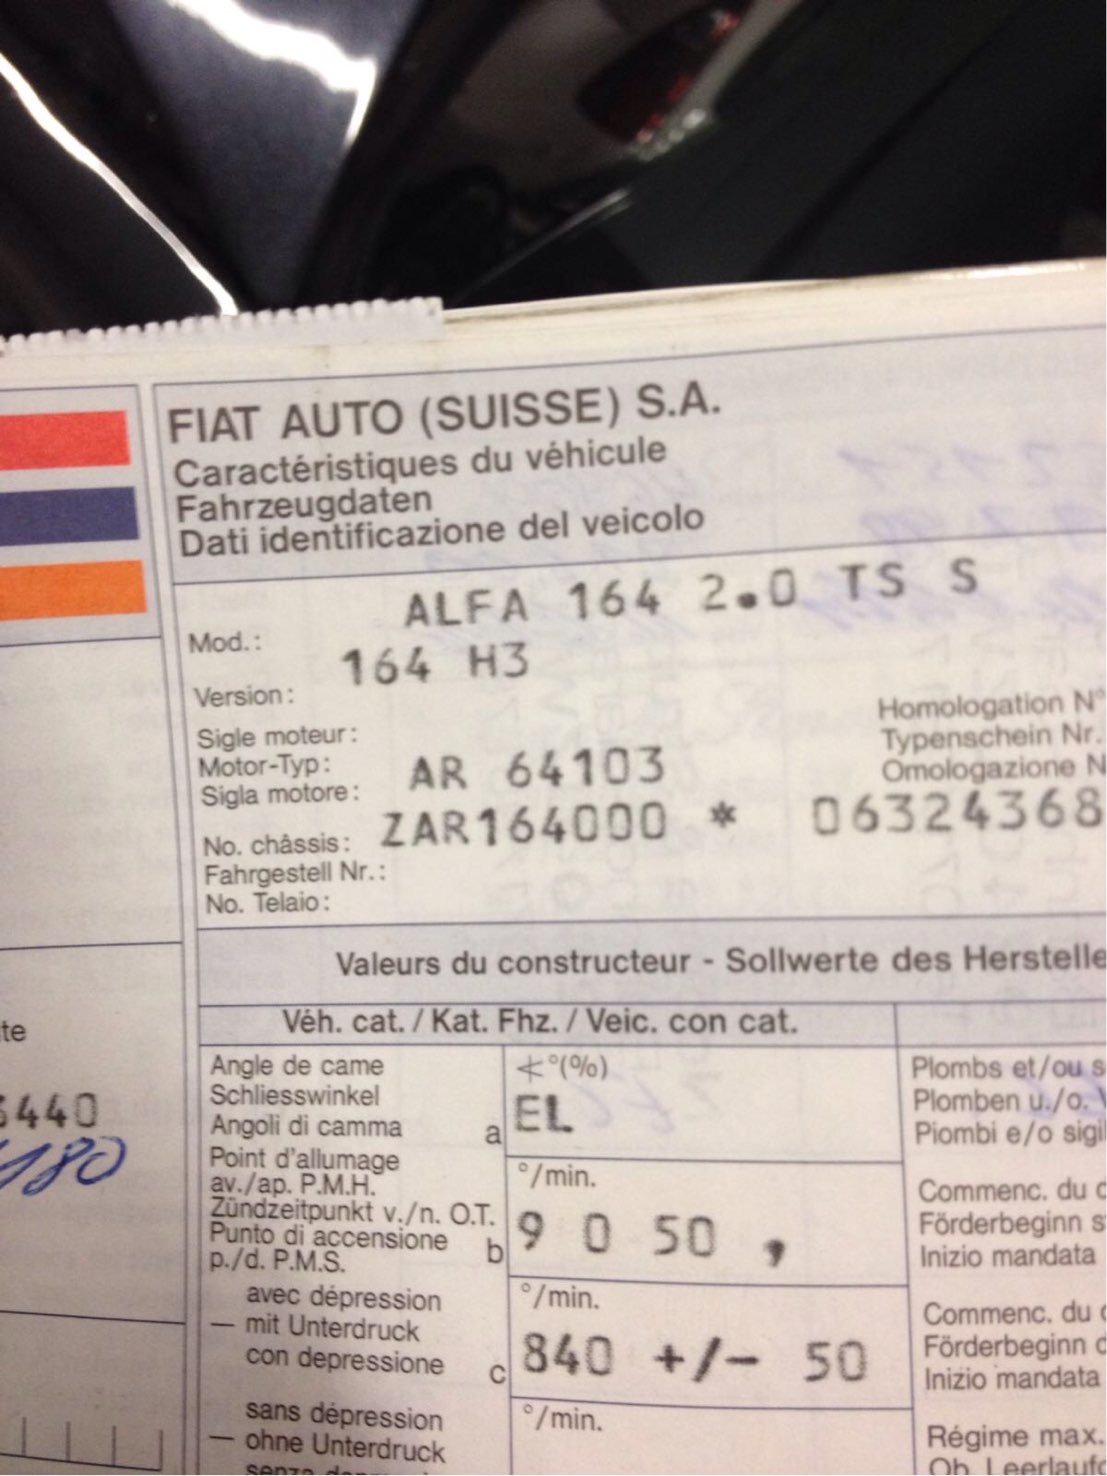 FIAT AUTO (SUISSE) S.A.
Caractéristiques du véhicule
Fahrzeugdaten
Dati identificazione del veicolo
ALFA 164 2.0 TS S
Mod.:
164 H3
Version:
Homologation N°
Sigle moteur:
Typenschein Nr.
Motor-Typ: AR 64103
Omologazione N
Sigla motore:
No. châssis: ZAR164000 * 06324368
Fahrgestell Nr.:
No. Telaio:
Valeurs du constructeur - Sollwerte des Herstelle
Véh. cat. / Kat. Fhz. / Veic. con cat.
Angle de came
Schliesswinkel
Angoli di camma a
∢°(%)
EL
Plombs et/ou s
Plomben u./o.
Piombi e/o sigil
440
180
Point d'allumage
av./ap. P.M.H.
Zündzeitpunkt v./n. O.T.
Punto di accensione b
p./d. P.M.S.
°/min.
9 0 50 ,
Commenc. du
Förderbeginn
Inizio mandata
avec dépression
— mit Unterdruck
con depressione c
°/min.
840 +/- 50
Commenc. du
Förderbeginn
Inizio mandata
sans dépression
— ohne Unterdruck
°/min.
Régime max.
Ob. Leerlauf